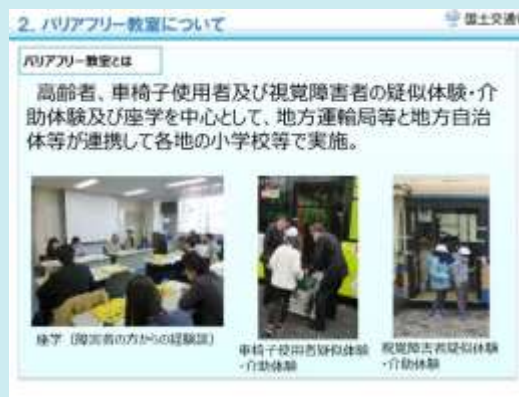 2. バリアフリー教室について
国土交通
バリアフリー教室とは
高齢者、車椅子使用者及び視覚障害者の疑似体験・介
助体験及び座学を中心として、地方運輸局等と地方自治
体等が連携して各地の小学校等で実施。
座学（障害者の方からの経験談）
車椅子使用者疑似体験
・介助体験
視覚障害者疑似体験
・介助体験